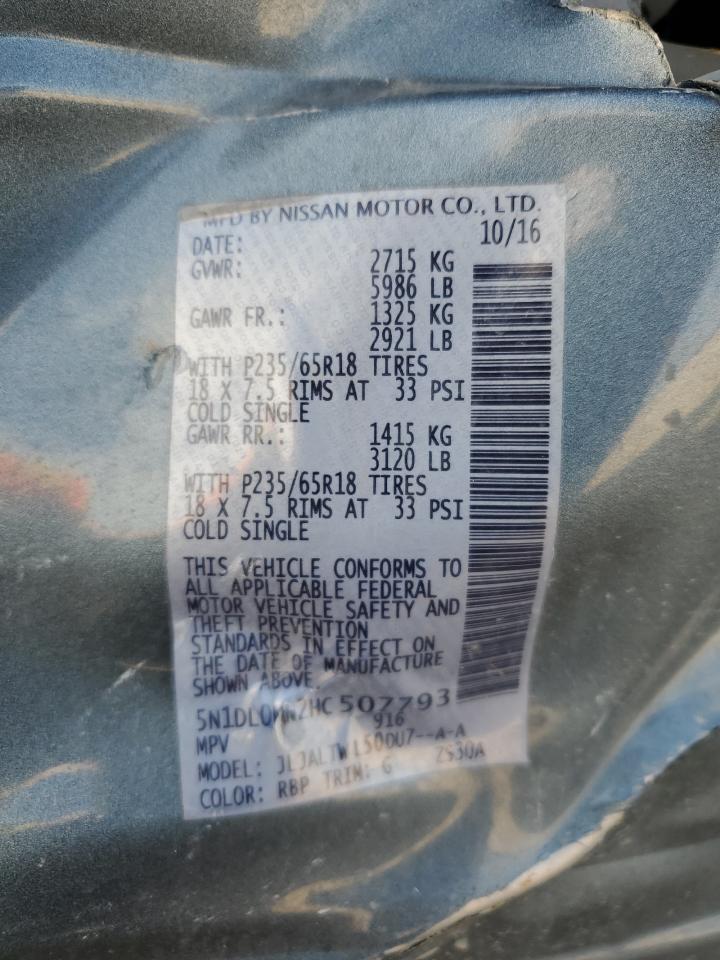 MFD BY NISSAN MOTOR CO., LTD.
DATE: 10/16
GVWR: 2715 KG
5986 LB
GAWR FR.: 1325 KG
2921 LB
WITH P235/65R18 TIRES
18 X 7.5 RIMS AT 33 PSI
COLD SINGLE
GAWR RR.: 1415 KG
3120 LB
WITH P235/65R18 TIRES
18 X 7.5 RIMS AT 33 PSI
COLD SINGLE
THIS VEHICLE CONFORMS TO
ALL APPLICABLE FEDERAL
MOTOR VEHICLE SAFETY AND
THEFT PREVENTION
STANDARDS IN EFFECT ON
THE DATE OF MANUFACTURE
SHOWN ABOVE.
507793
916
MPV
MODEL:
COLOR: RBP TRIM: G